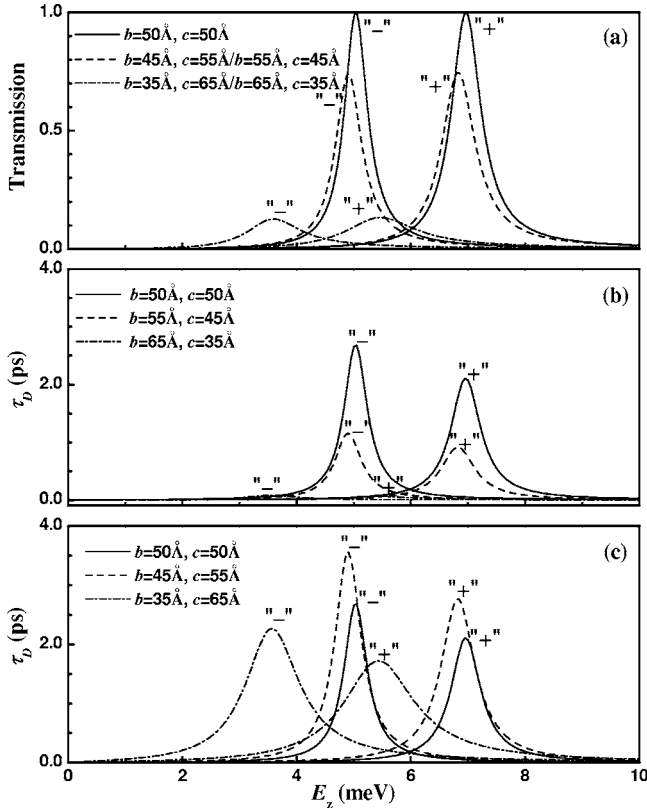 1.0
0.5
0.0
Transmission
b=50Å, c=50Å
b=45Å, c=55Å/b=55Å, c=45Å
b=35Å, c=65Å/b=65Å, c=35Å
"−"
"+"
(a)
"−"
"+"
"−"
"+"
4.0
2.0
0.0
τD (ps)
b=50Å, c=50Å
b=55Å, c=45Å
b=65Å, c=35Å
(b)
"−"
"+"
"−"
"+"
"−"
"+"
4.0
2.0
0.0
τD (ps)
b=50Å, c=50Å
b=45Å, c=55Å
b=35Å, c=65Å
(c)
"−"
"−"
"+"
"−"
"+"
"+"
0 2 4 6 8 10
Ez (meV)